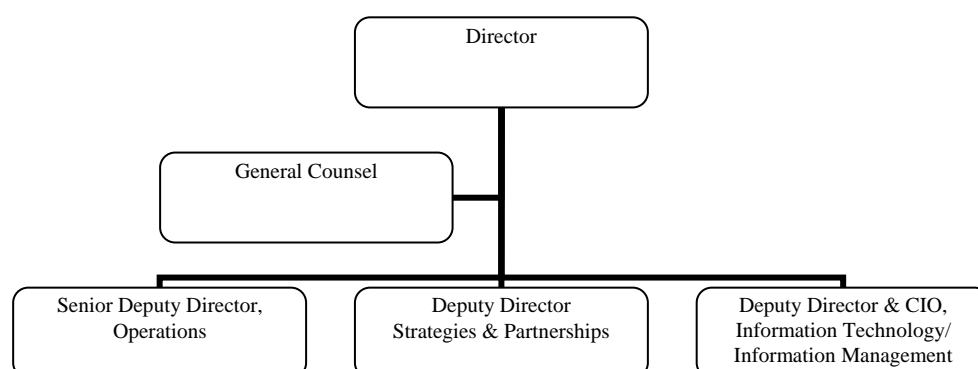 Director
General Counsel
Senior Deputy Director,
Operations
Deputy Director
Strategies & Partnerships
Deputy Director & CIO,
Information Technology/
Information Management